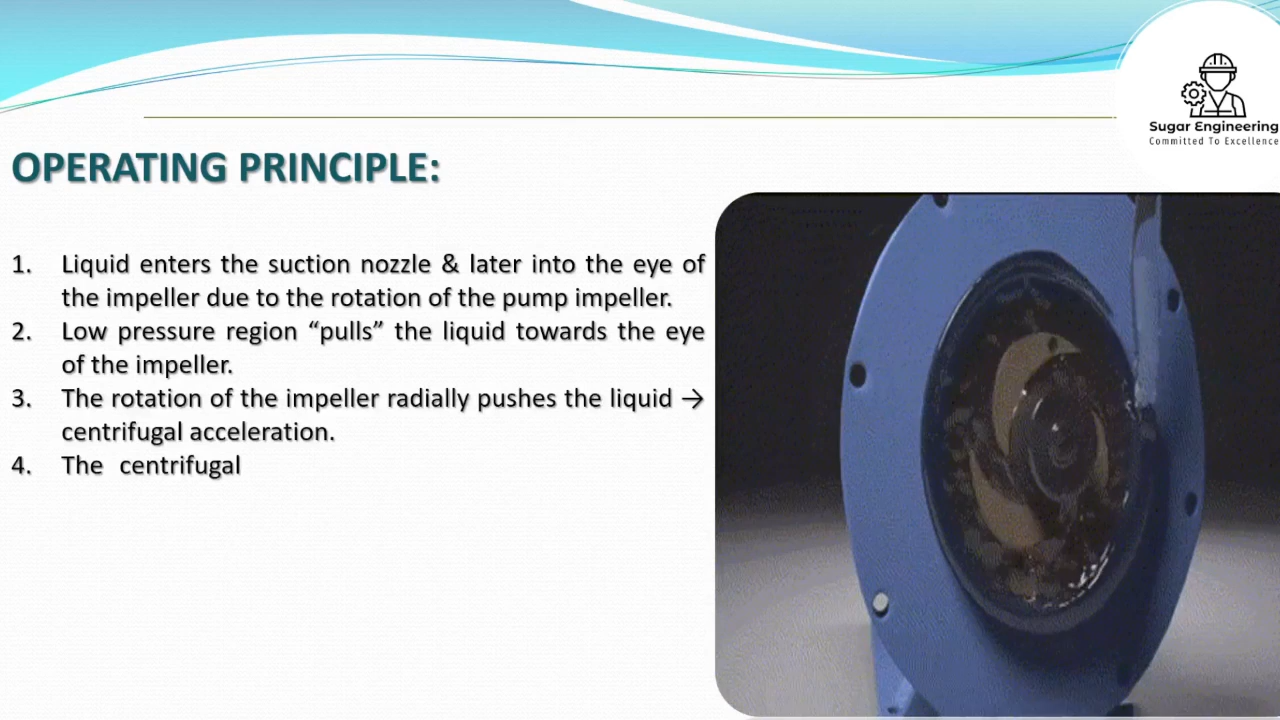 Sugar Engineering
Committed To Excellence
OPERATING PRINCIPLE:
1. Liquid enters the suction nozzle & later into the eye of
the impeller due to the rotation of the pump impeller.
2. Low pressure region “pulls” the liquid towards the eye
of the impeller.
3. The rotation of the impeller radially pushes the liquid →
centrifugal acceleration.
4. The centrifugal